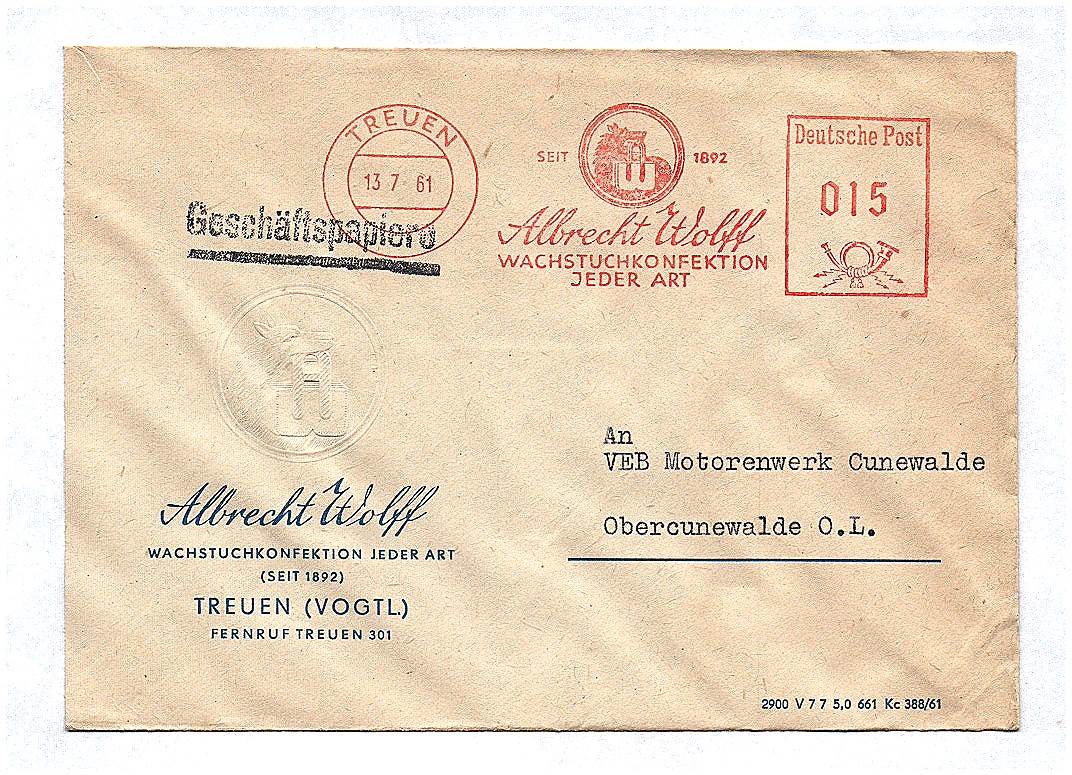 TREUEN
13 7 61
SEIT 1892
Albrecht Wolff
WACHSTUCHKONFEKTION
JEDER ART
Deutsche Post
015
Geschäftspapiere
An
VEB Motorenwerk Cunewalde
Obercunewalde O.L.
Albrecht Wolff
WACHSTUCHKONFEKTION JEDER ART
(SEIT 1892)
TREUEN (VOGTL.)
FERNRUF TREUEN 301
2900 V 7 7 5,0 661 Kc 388/61